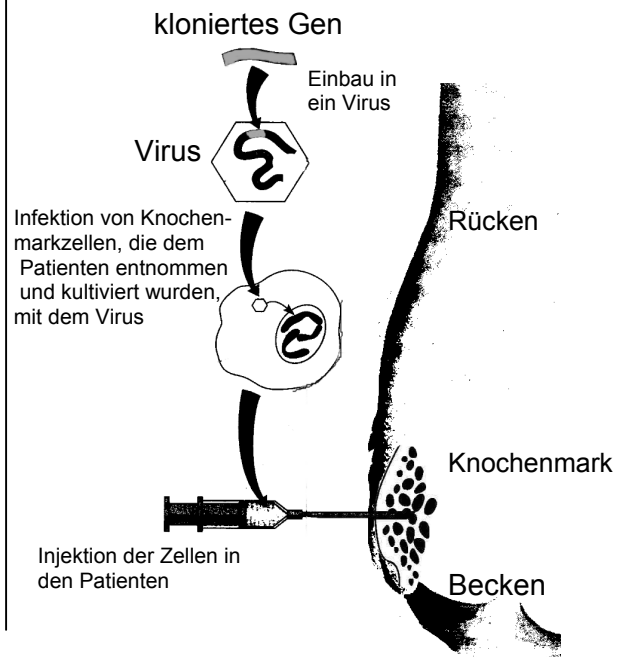 kloniertes Gen
Einbau in
ein Virus
Virus
Infektion von Knochen-
markzellen, die dem
Patienten entnommen
und kultiviert wurden,
mit dem Virus
Rücken
Knochenmark
Injektion der Zellen in
den Patienten
Becken